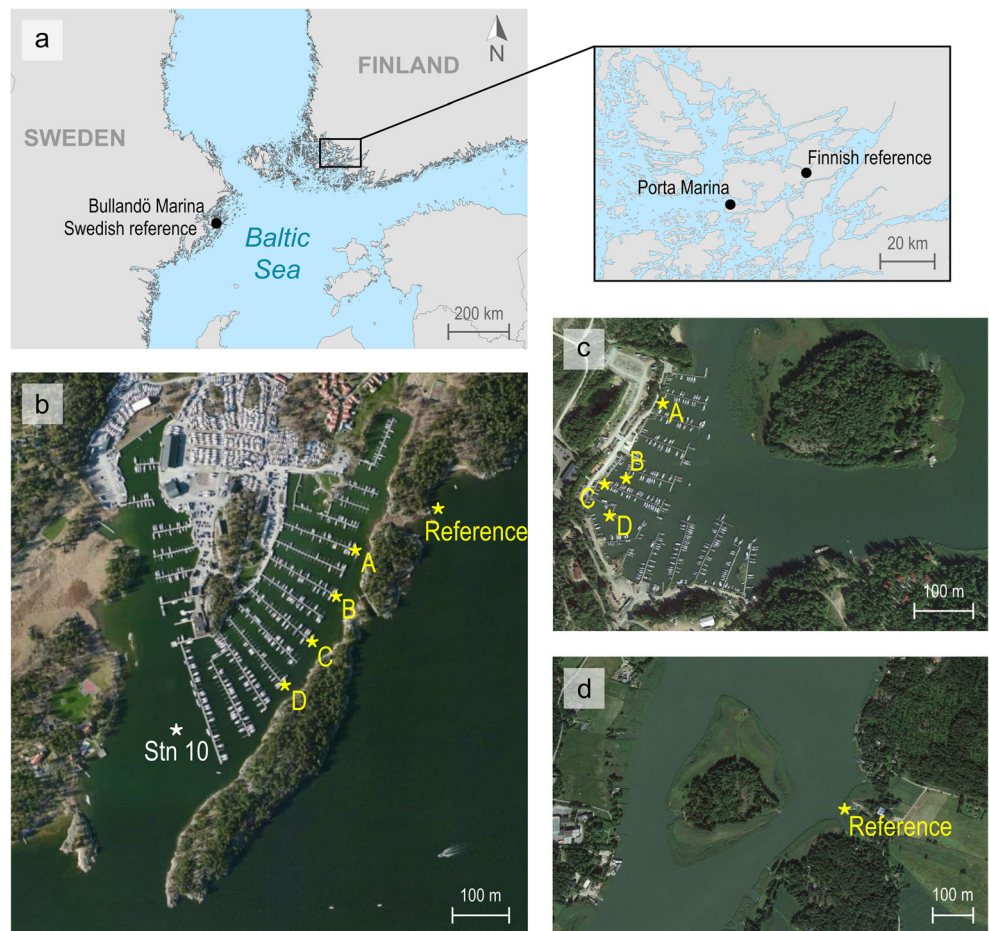 a
N
FINLAND
SWEDEN
Bullandö Marina
Swedish reference
Baltic
Sea
200 km
Finnish reference
Porta Marina
20 km
b
Reference
A
B
C
D
Stn 10
100 m
c
A
B
C
D
100 m
d
Reference
100 m